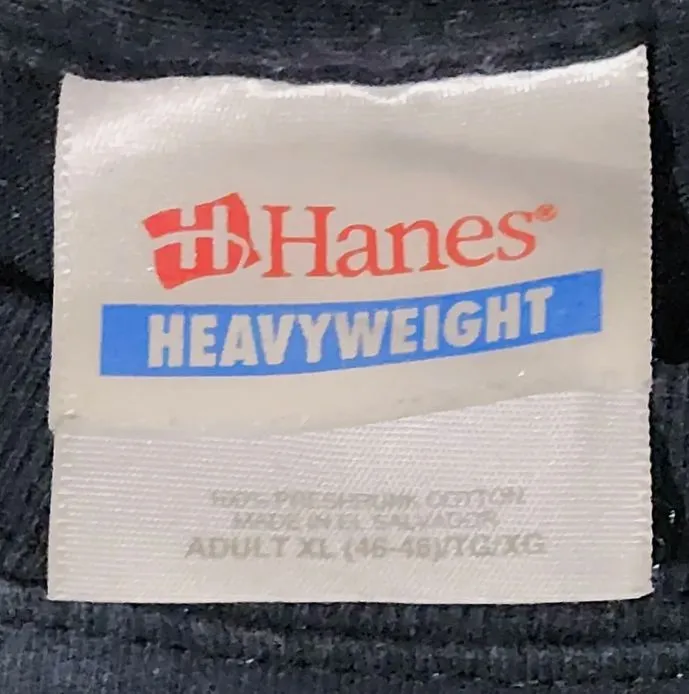 H Hanes®
HEAVYWEIGHT
100% PRESHRUNK COTTON
MADE IN EL SALVADOR
ADULT XL (46-48)/TG/XG